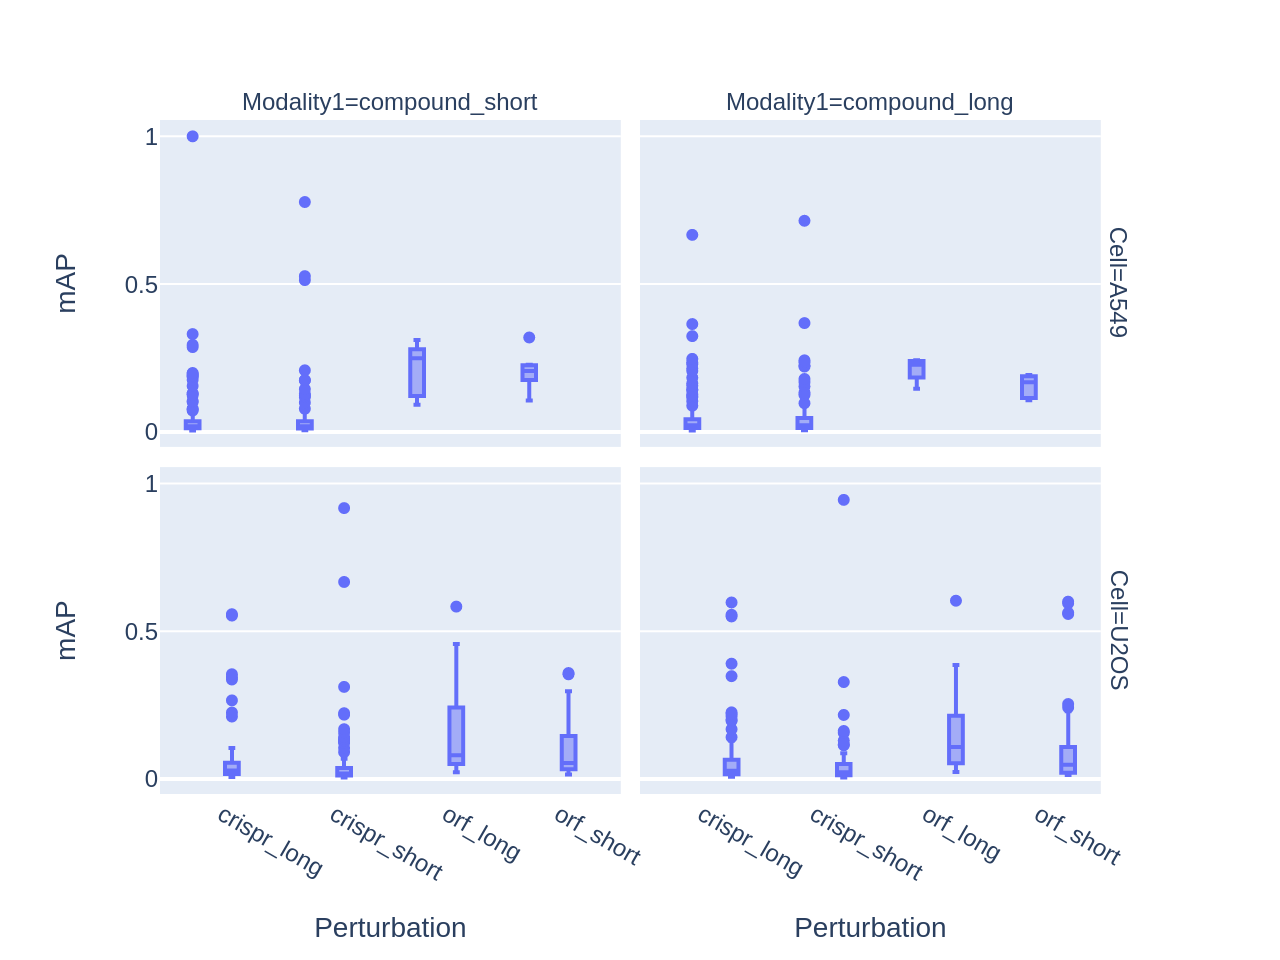 Modality1=compound_short
Modality1=compound_long
1
0.5
0
mAP
Cell=A549
1
0.5
0
mAP
Cell=U2OS
crispr_long
crispr_short
orf_long
orf_short
crispr_long
crispr_short
orf_long
orf_short
Perturbation
Perturbation